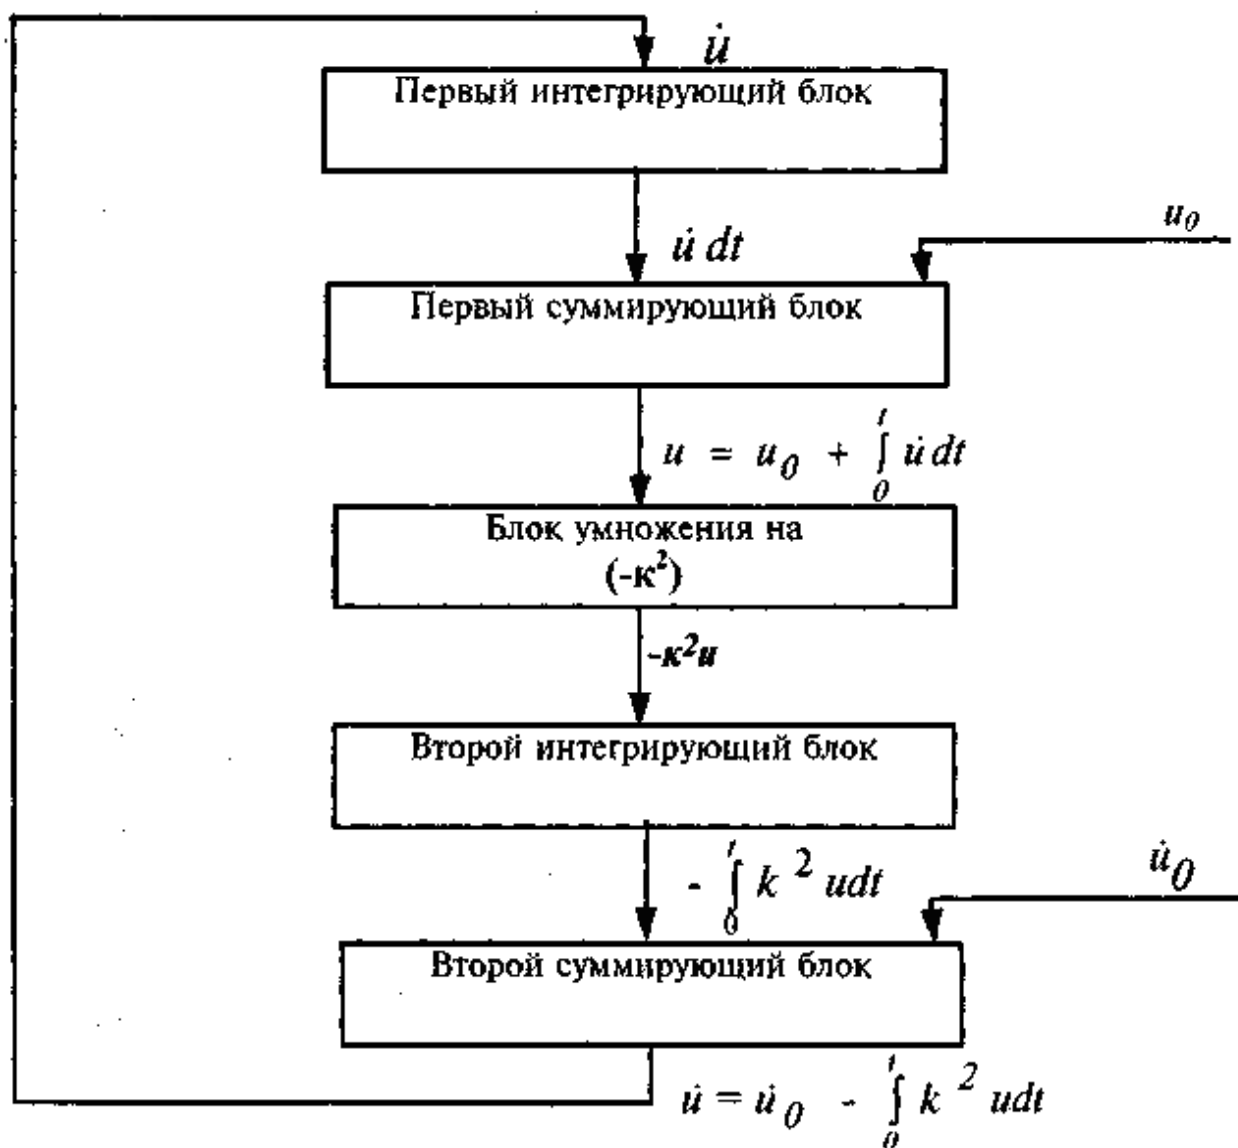 u̇
Первый интегрирующий блок
u₀
u̇ dt
Первый суммирующий блок
u = u₀ + ∫₀ᵗ u̇ dt
Блок умножения на
(-к²)
-к²u
Второй интегрирующий блок
- ∫₀ᵗ k² udt
u̇₀
Второй суммирующий блок
u̇ = u̇₀ - ∫₀ᵗ k² udt